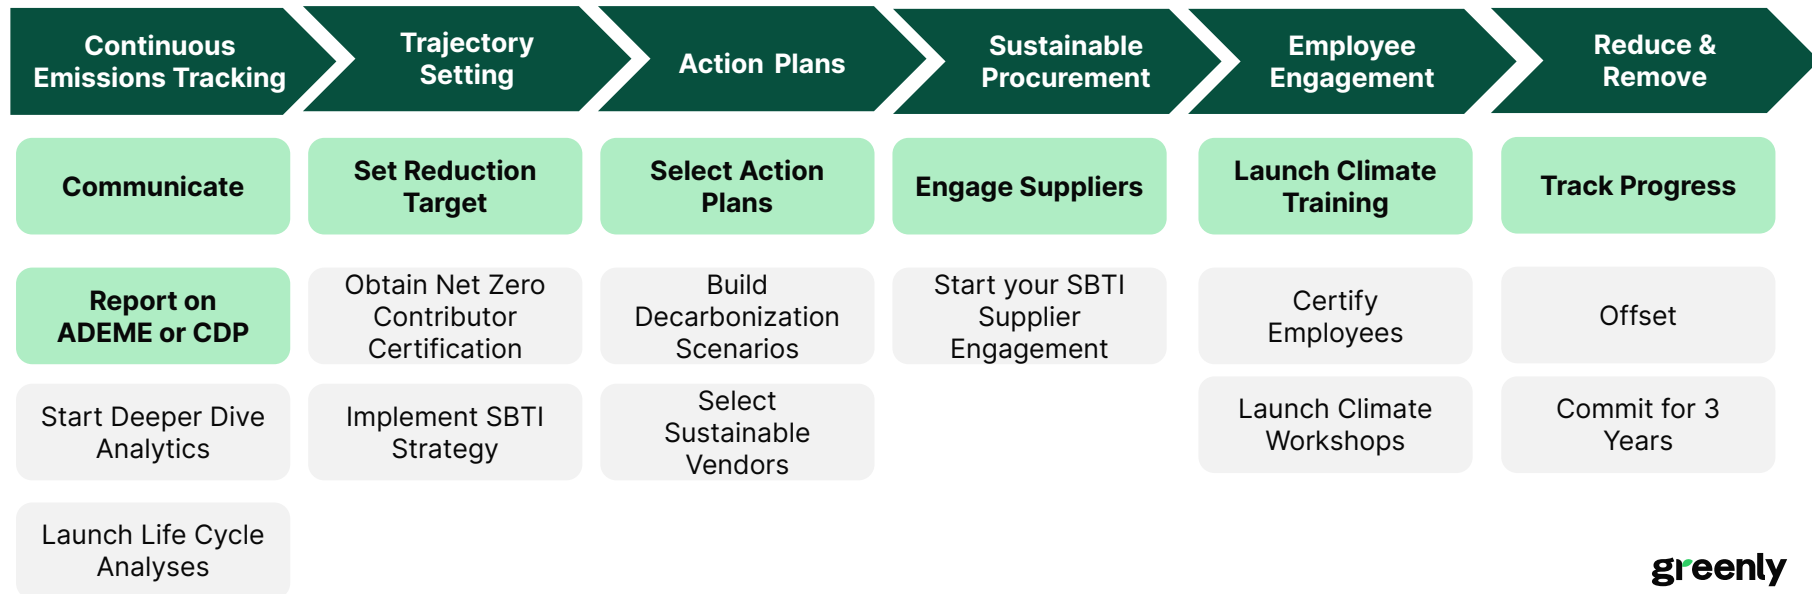 Continuous
Emissions Tracking
Trajectory
Setting
Action Plans
Sustainable
Procurement
Employee
Engagement
Reduce &
Remove
Communicate
Set Reduction
Target
Select Action
Plans
Engage Suppliers
Launch Climate
Training
Track Progress
Report on
ADEME or CDP
Obtain Net Zero
Contributor
Certification
Build
Decarbonization
Scenarios
Start your SBTI
Supplier
Engagement
Certify
Employees
Offset
Start Deeper Dive
Analytics
Implement SBTI
Strategy
Select
Sustainable
Vendors
Launch Climate
Workshops
Commit for 3
Years
Launch Life Cycle
Analyses
greenly